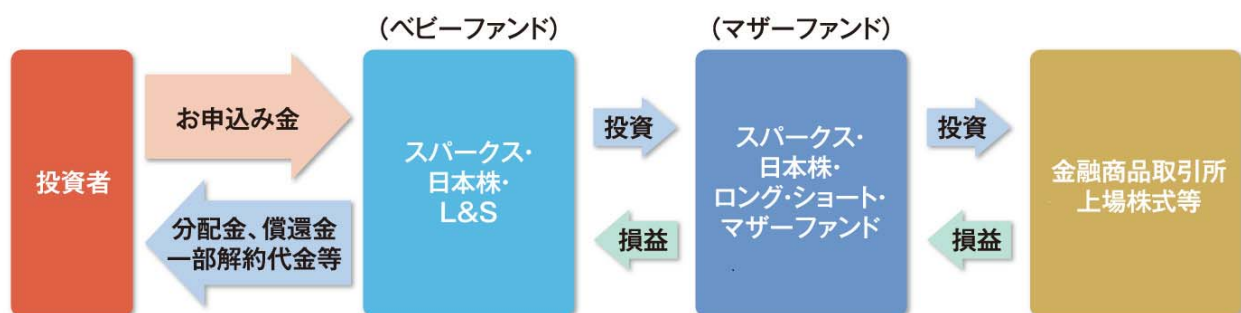 （ベビーファンド）
（マザーファンド）
投資者
お申込み金
分配金、償還金
一部解約代金等
スパークス・
日本株・
L&S
投資
損益
スパークス・
日本株・
ロング・ショート・
マザーファンド
投資
損益
金融商品取引所
上場株式等